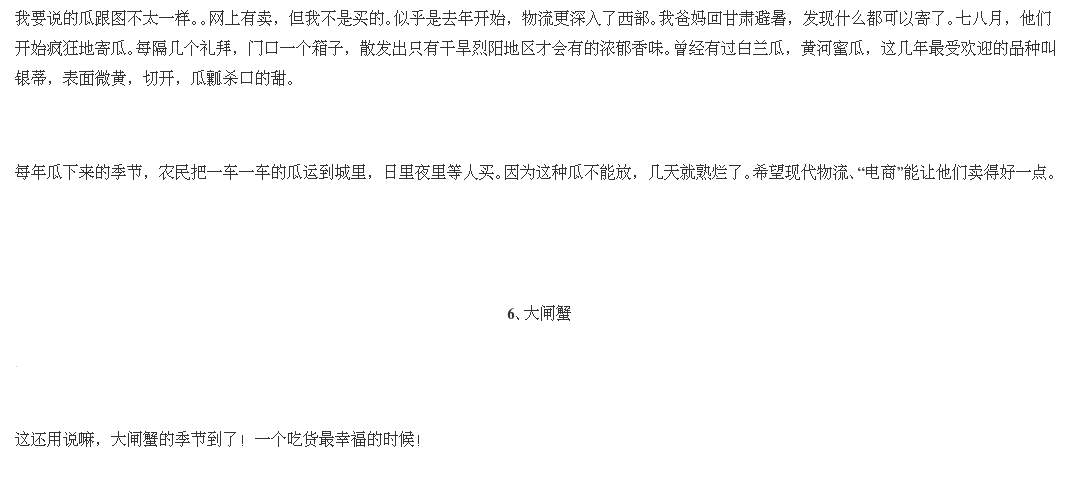 我要说的瓜跟图不太一样。。网上有卖，但我不是买的。似乎是去年开始，物流更深入了西部。我爸妈回甘肃避暑，发现什么都可以寄了。七八月，他们
开始疯狂地寄瓜。每隔几个礼拜，门口一个箱子，散发出只有干旱烈阳地区才会有的浓郁香味。曾经有过白兰瓜，黄河蜜瓜，这几年最受欢迎的品种叫
银蒂，表面微黄，切开，瓜瓤杀口的甜。
每年瓜下来的季节，农民把一车一车的瓜运到城里，日里夜里等人买。因为这种瓜不能放，几天就熟烂了。希望现代物流、“电商”能让他们卖得好一点。
6、大闸蟹
这还用说嘛，大闸蟹的季节到了！一个吃货最幸福的时候！